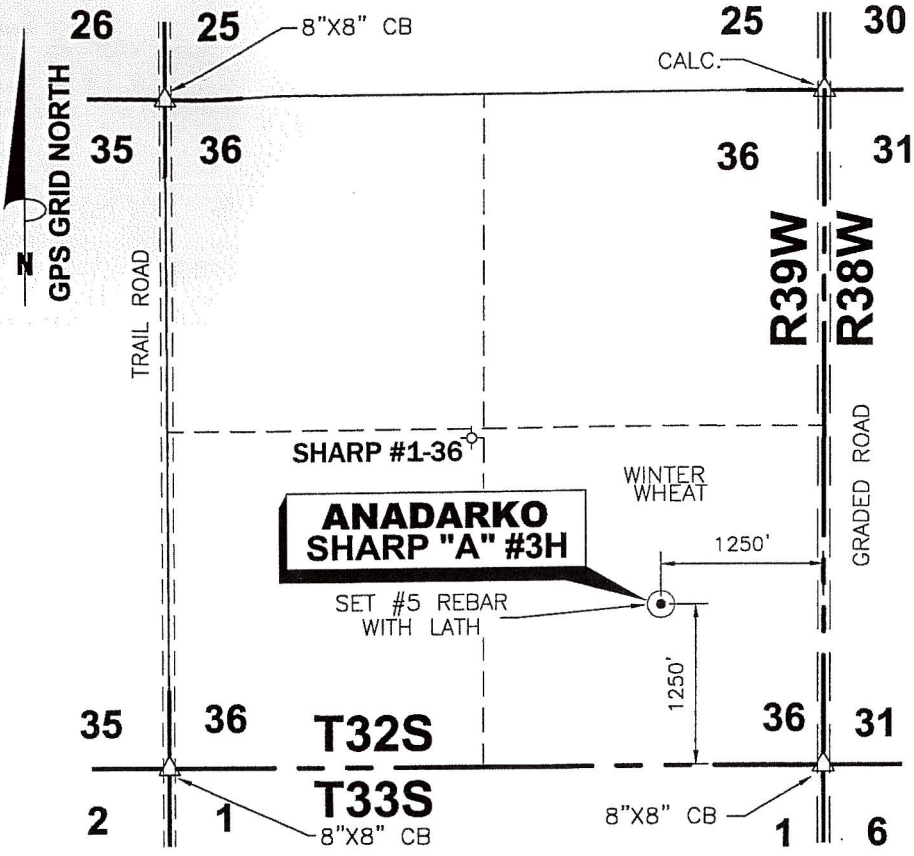 26 25
8"X8" CB
25 30
CALC.
GPS GRID NORTH
N
35 36
36 31
TRAIL ROAD
R39W R38W
SHARP #1-36
WINTER
WHEAT
GRADED ROAD
ANADARKO
SHARP "A" #3H
1250'
SET #5 REBAR
WITH LATH
1250'
35 36
T32S
36 31
T33S
2 1
8"X8" CB
8"X8" CB
1 6